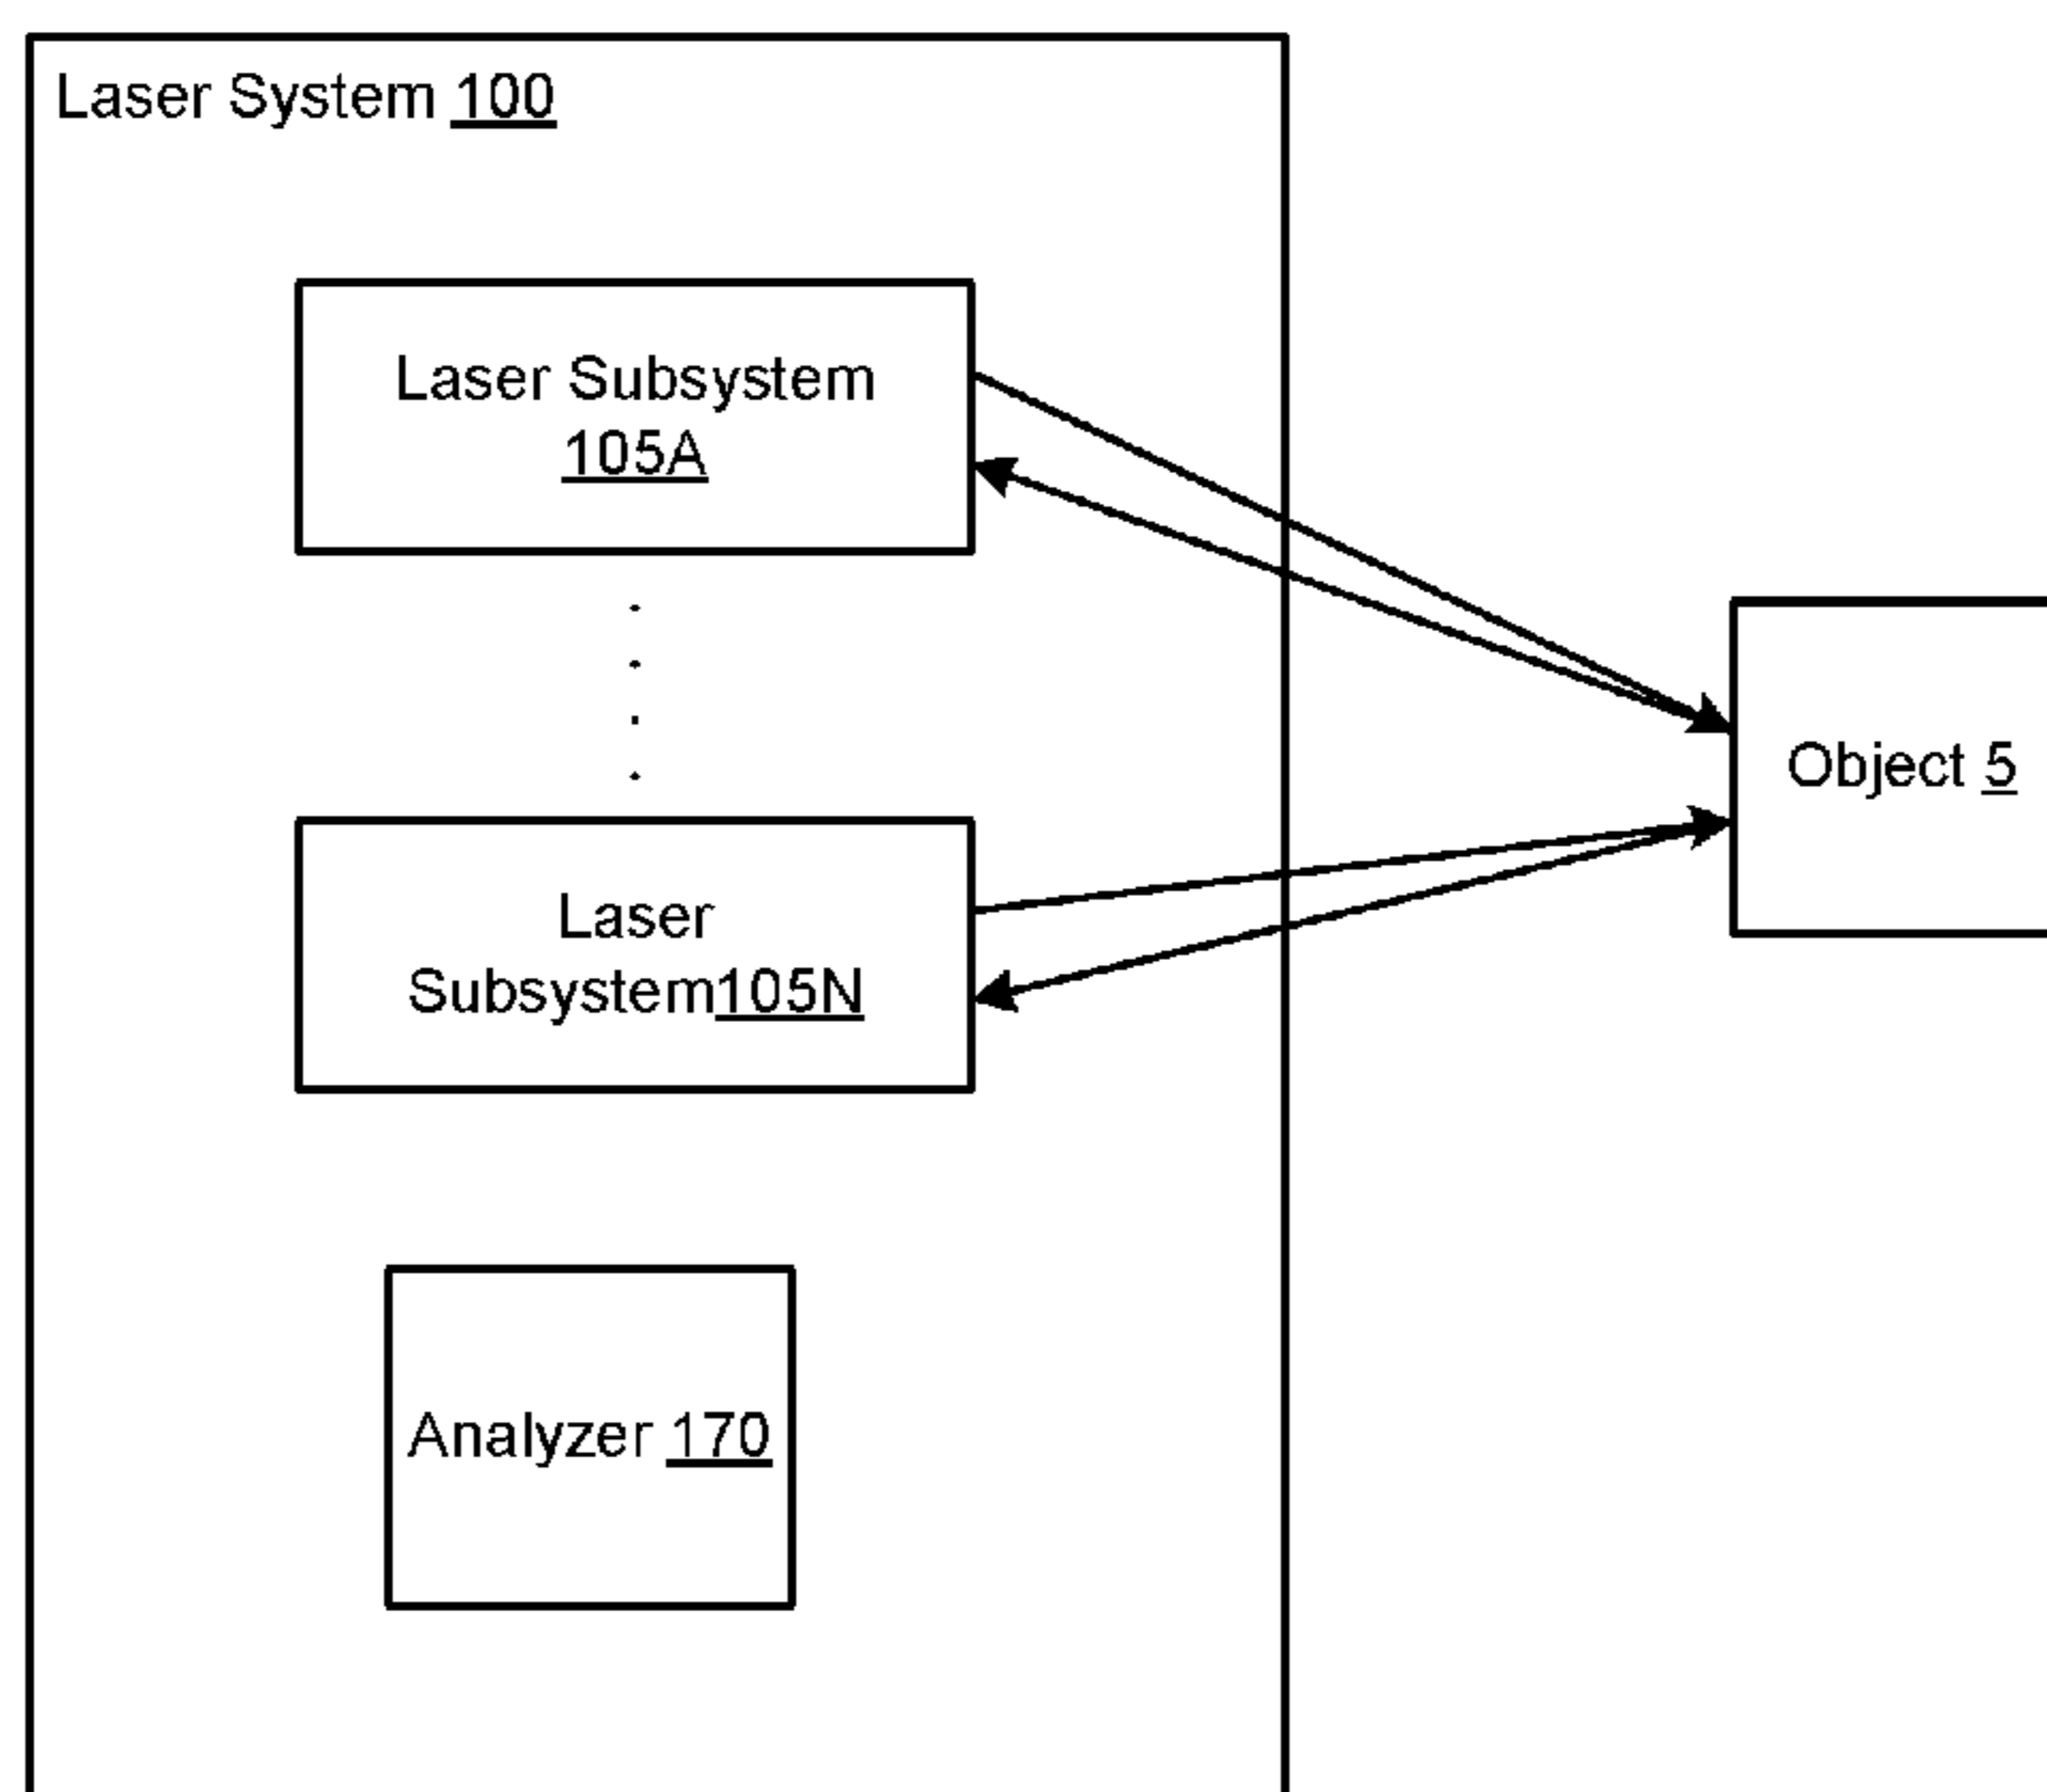 Laser System 100
Laser Subsystem
105A
Object 5
Laser
Subsystem105N
Analyzer 170